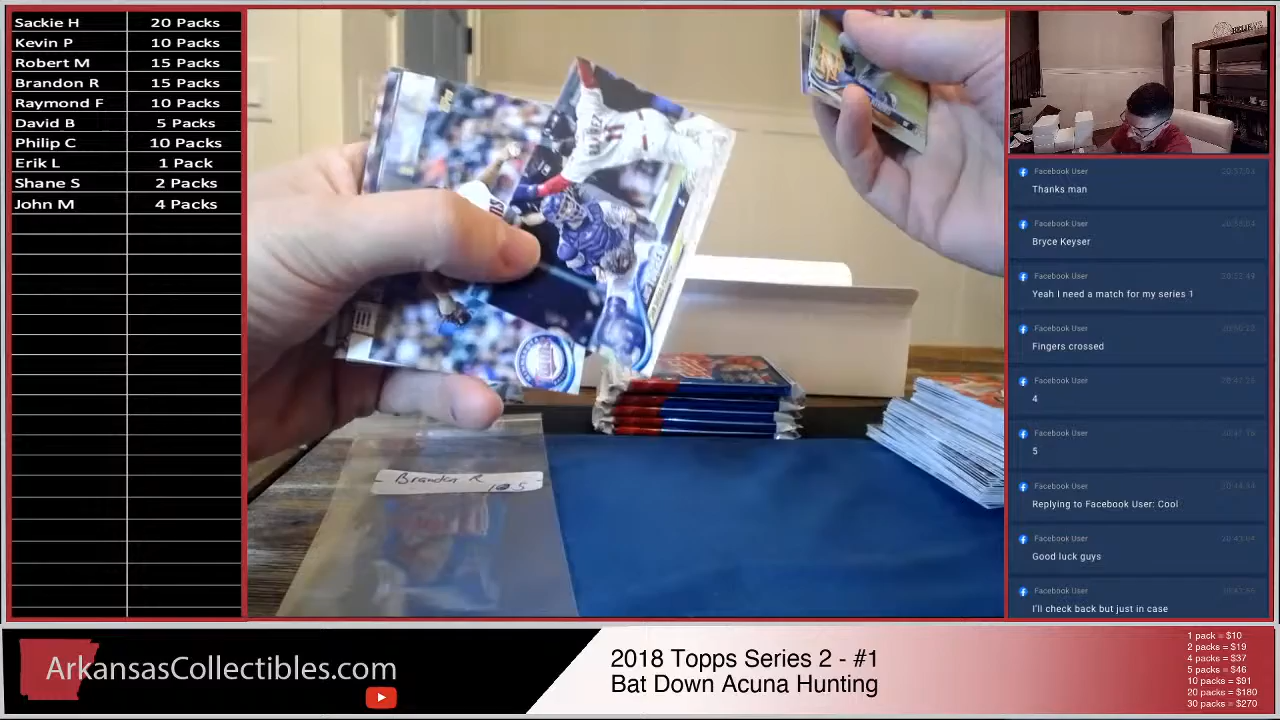 Sackie H 20 Packs
Kevin P 10 Packs
Robert M 15 Packs
Brandon R 15 Packs
Raymond F 10 Packs
David B 5 Packs
Philip C 10 Packs
Erik L 1 Pack
Shane S 2 Packs
John M 4 Packs
Brandon R
Facebook User
Thanks man
Facebook User
Bryce Keyser
Facebook User
Yeah I need a match for my series 1
Facebook User
Fingers crossed
Facebook User
4
Facebook User
5
Facebook User
Replying to Facebook User: Cool
Facebook User
Good luck guys
Facebook User
I'll check back but just in case
ArkansasCollectibles.com
2018 Topps Series 2 - #1
Bat Down Acuna Hunting
1 pack = $10
2 packs = $19
4 packs = $37
5 packs = $46
10 packs = $91
20 packs = $180
30 packs = $270